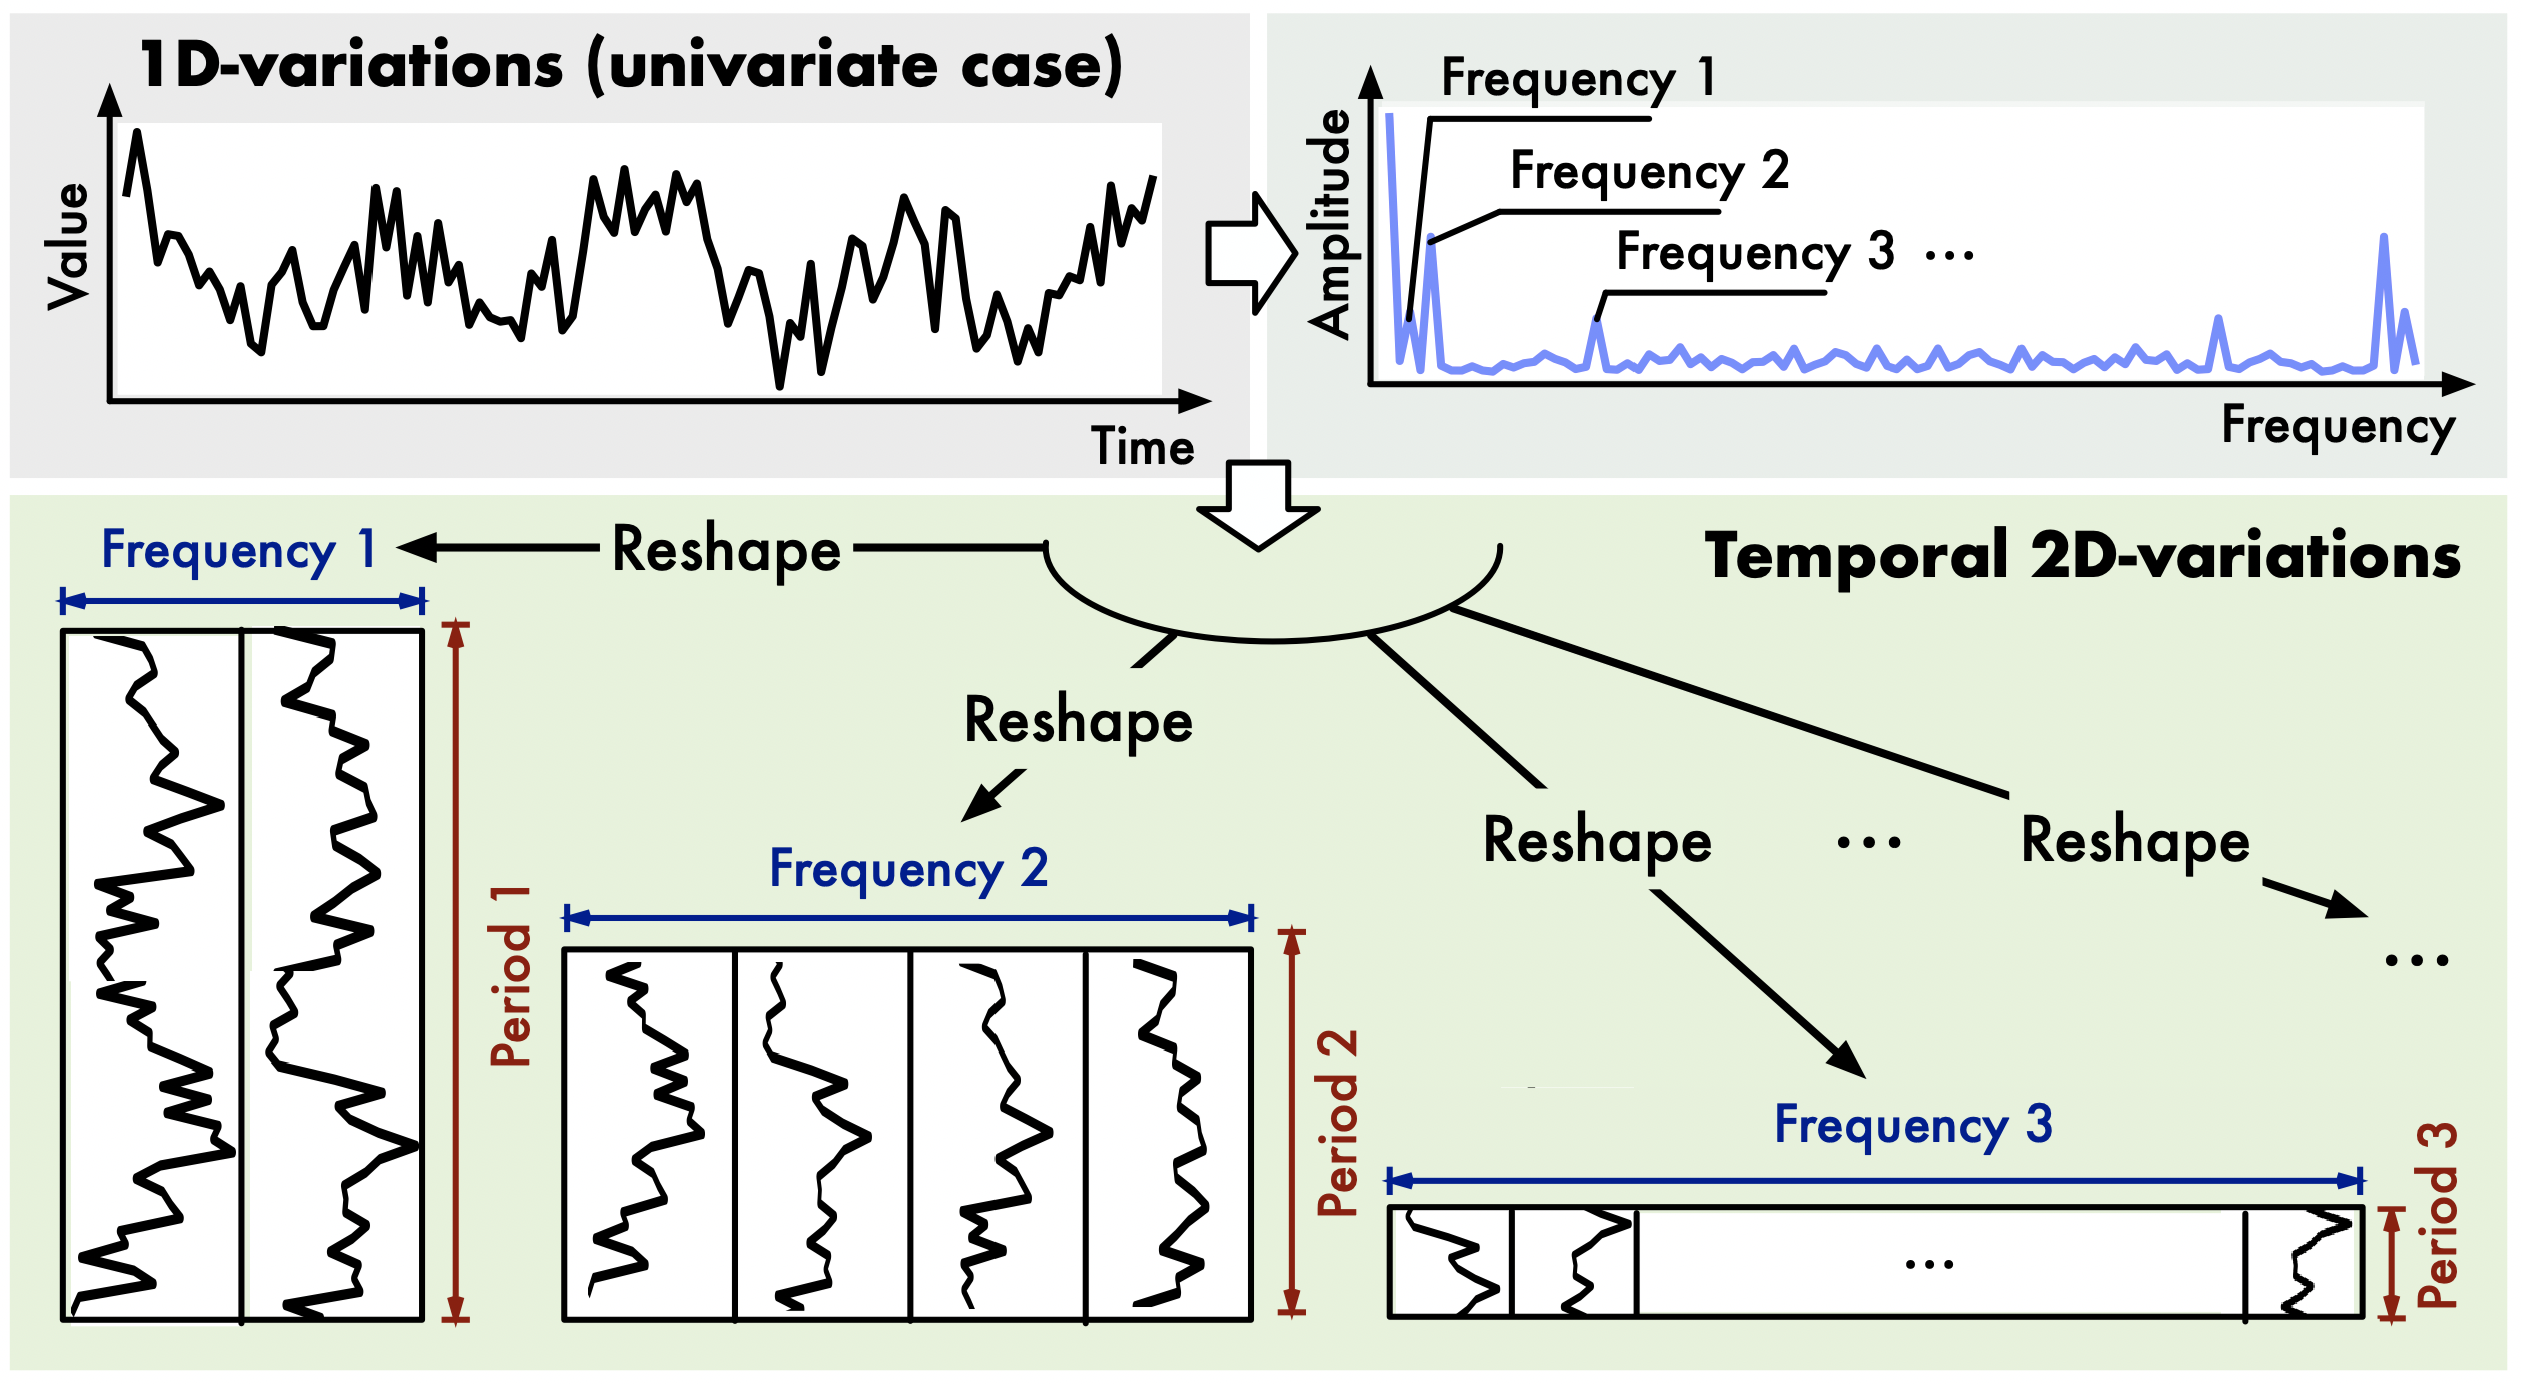 1D-variations (univariate case)
Value
Time
Frequency 1
Frequency 2
Frequency 3 ...
Amplitude
Frequency
Temporal 2D-variations
Frequency 1
Reshape
Period 1
Reshape
Frequency 2
Period 2
Reshape ... Reshape
...
Frequency 3
...
Period 3